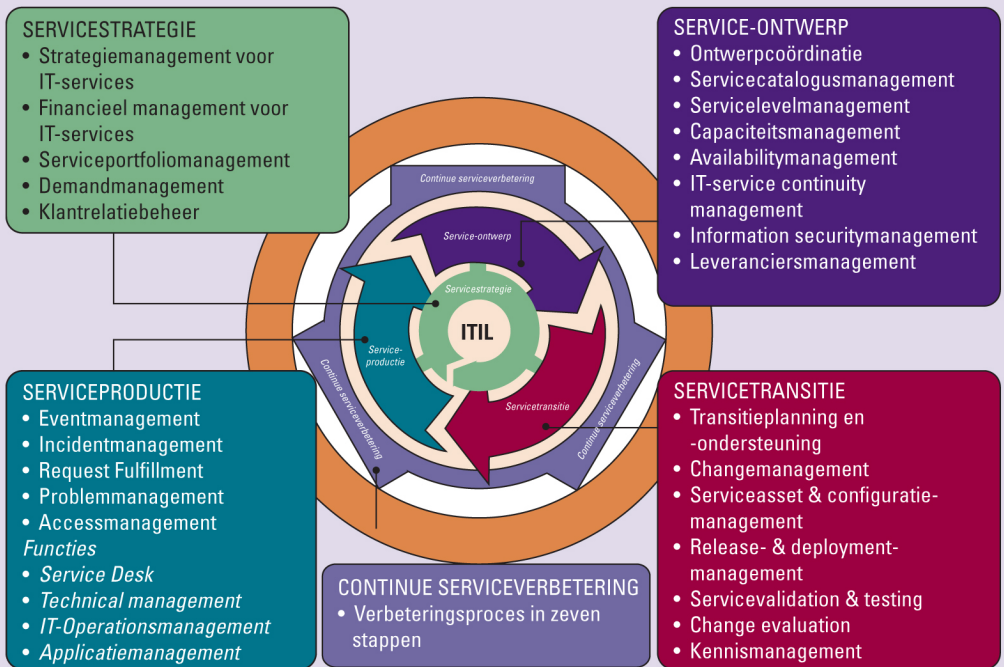 SERVICESTRATEGIE
• Strategiemanagement voor
IT-services
• Financieel management voor
IT-services
• Serviceportfoliomanagement
• Demandmanagement
• Klantrelatiebeheer
SERVICE-ONTWERP
• Ontwerpcoördinatie
• Servicecatalogusmanagement
• Servicelevelmanagement
• Capaciteitsmanagement
• Availabilitymanagement
• IT-service continuity
management
• Information securitymanagement
• Leveranciersmanagement
Continue serviceverbetering
Service-ontwerp
Servicestrategie
ITIL
Service-
productie
Servicetransitie
Continue serviceverbetering
Continue serviceverbetering
SERVICEPRODUCTIE
• Eventmanagement
• Incidentmanagement
• Request Fulfillment
• Problemmanagement
• Accessmanagement
Functies
• Service Desk
• Technical management
• IT-Operationsmanagement
• Applicatiemanagement
CONTINUE SERVICEVERBETERING
• Verbeteringsproces in zeven
stappen
SERVICETRANSITIE
• Transitieplanning en
-ondersteuning
• Changemanagement
• Serviceasset & configuratie-
management
• Release- & deployment-
management
• Servicevalidation & testing
• Change evaluation
• Kennismanagement